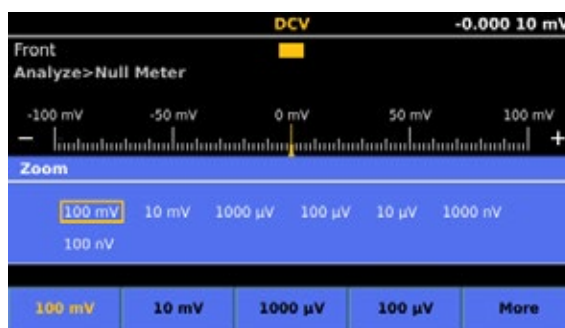 DCV -0.000 10 mV
Front
Analyze>Null Meter
-100 mV -50 mV 0 mV 50 mV 100 mV
− +
Zoom
100 mV 10 mV 1000 µV 100 µV 10 µV 1000 nV
100 nV
100 mV 10 mV 1000 µV 100 µV More